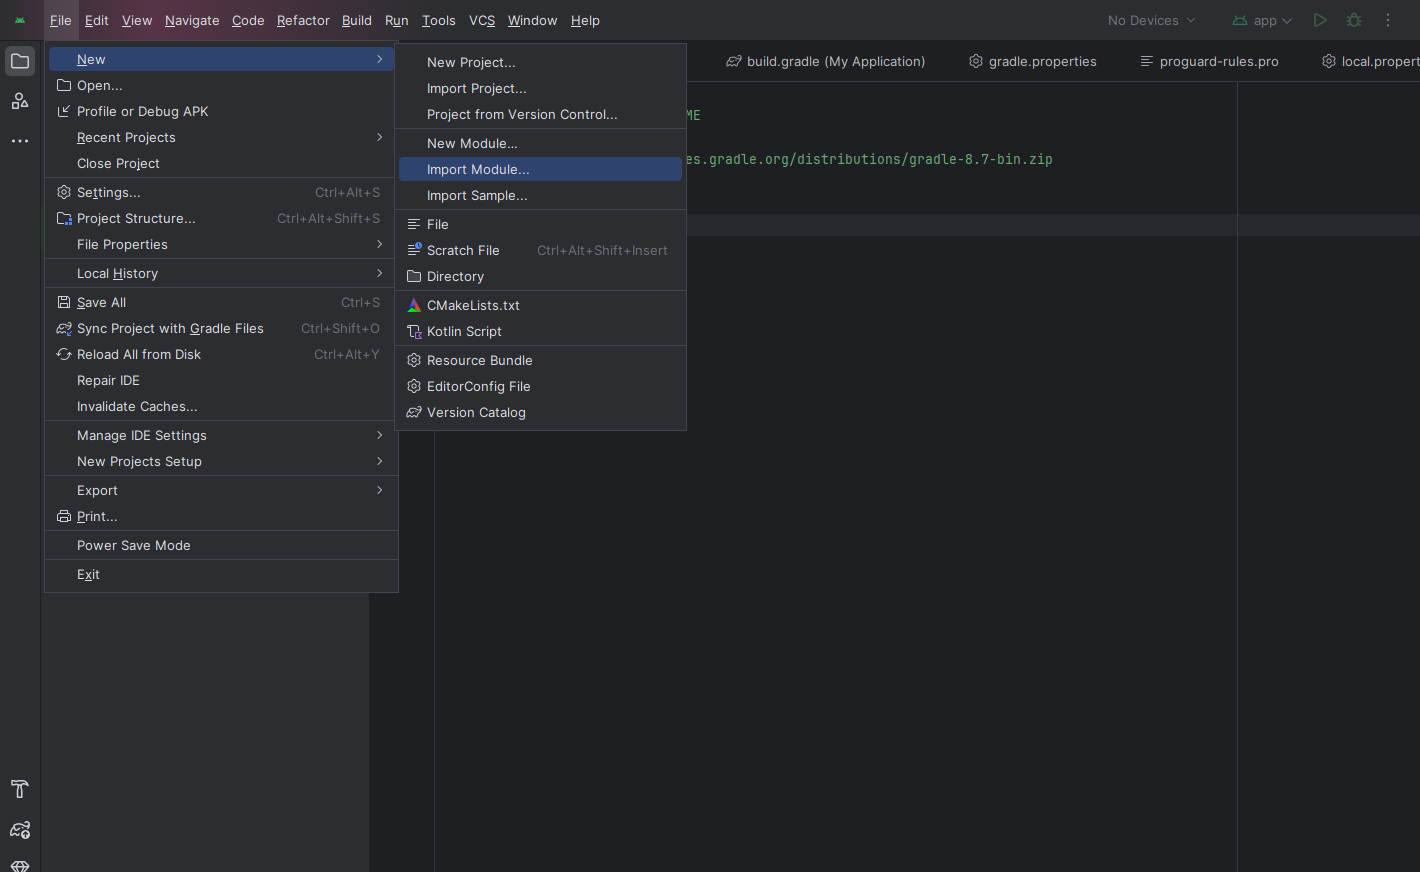 File Edit View Navigate Code Refactor Build Run Tools VCS Window Help
No Devices
app
build.gradle (My Application)
gradle.properties
proguard-rules.pro
local.propert
New
Open...
Profile or Debug APK
Recent Projects
Close Project
Settings... Ctrl+Alt+S
Project Structure... Ctrl+Alt+Shift+S
File Properties
Local History
Save All Ctrl+S
Sync Project with Gradle Files Ctrl+Shift+O
Reload All from Disk Ctrl+Alt+Y
Repair IDE
Invalidate Caches...
Manage IDE Settings
New Projects Setup
Export
Print...
Power Save Mode
Exit
New Project...
Import Project...
Project from Version Control...
New Module...
Import Module...
Import Sample...
File
Scratch File Ctrl+Alt+Shift+Insert
Directory
CMakeLists.txt
Kotlin Script
Resource Bundle
EditorConfig File
Version Catalog
ME
es.gradle.org/distributions/gradle-8.7-bin.zip